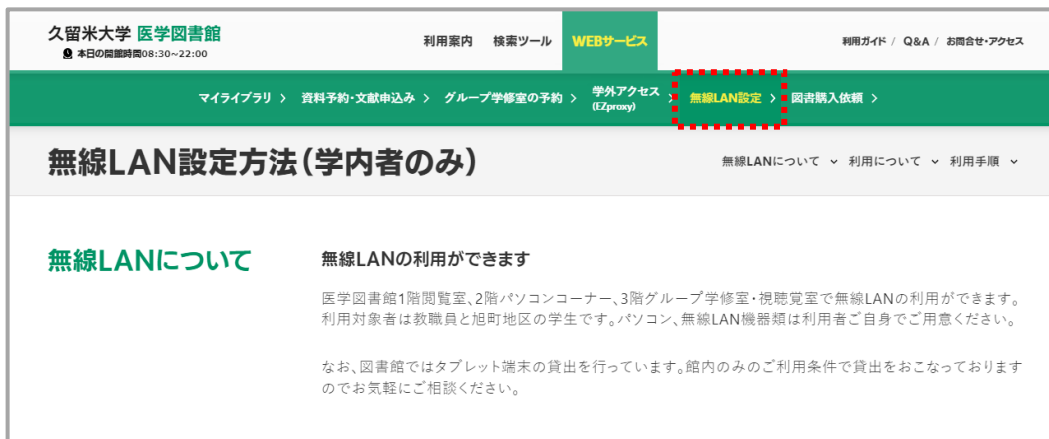 久留米大学 医学図書館
本日の開館時間08:30~22:00
利用案内 検索ツール WEBサービス
利用ガイド / Q&A / お問合せ・アクセス
マイライブラリ > 資料予約・文献申込み > グループ学修室の予約 > 学外アクセス (EZproxy) > 無線LAN設定 > 図書購入依頼 >
無線LAN設定方法(学内者のみ)
無線LANについて 利用について 利用手順
無線LANについて
無線LANの利用ができます
医学図書館1階閲覧室、2階パソコンコーナー、3階グループ学修室・視聴覚室で無線LANの利用ができます。
利用対象者は教職員と旭町地区の学生です。パソコン、無線LAN機器類は利用者ご自身でご用意ください。
なお、図書館ではタブレット端末の貸出を行っています。館内のみのご利用条件で貸出をおこなっております
のでお気軽にご相談ください。